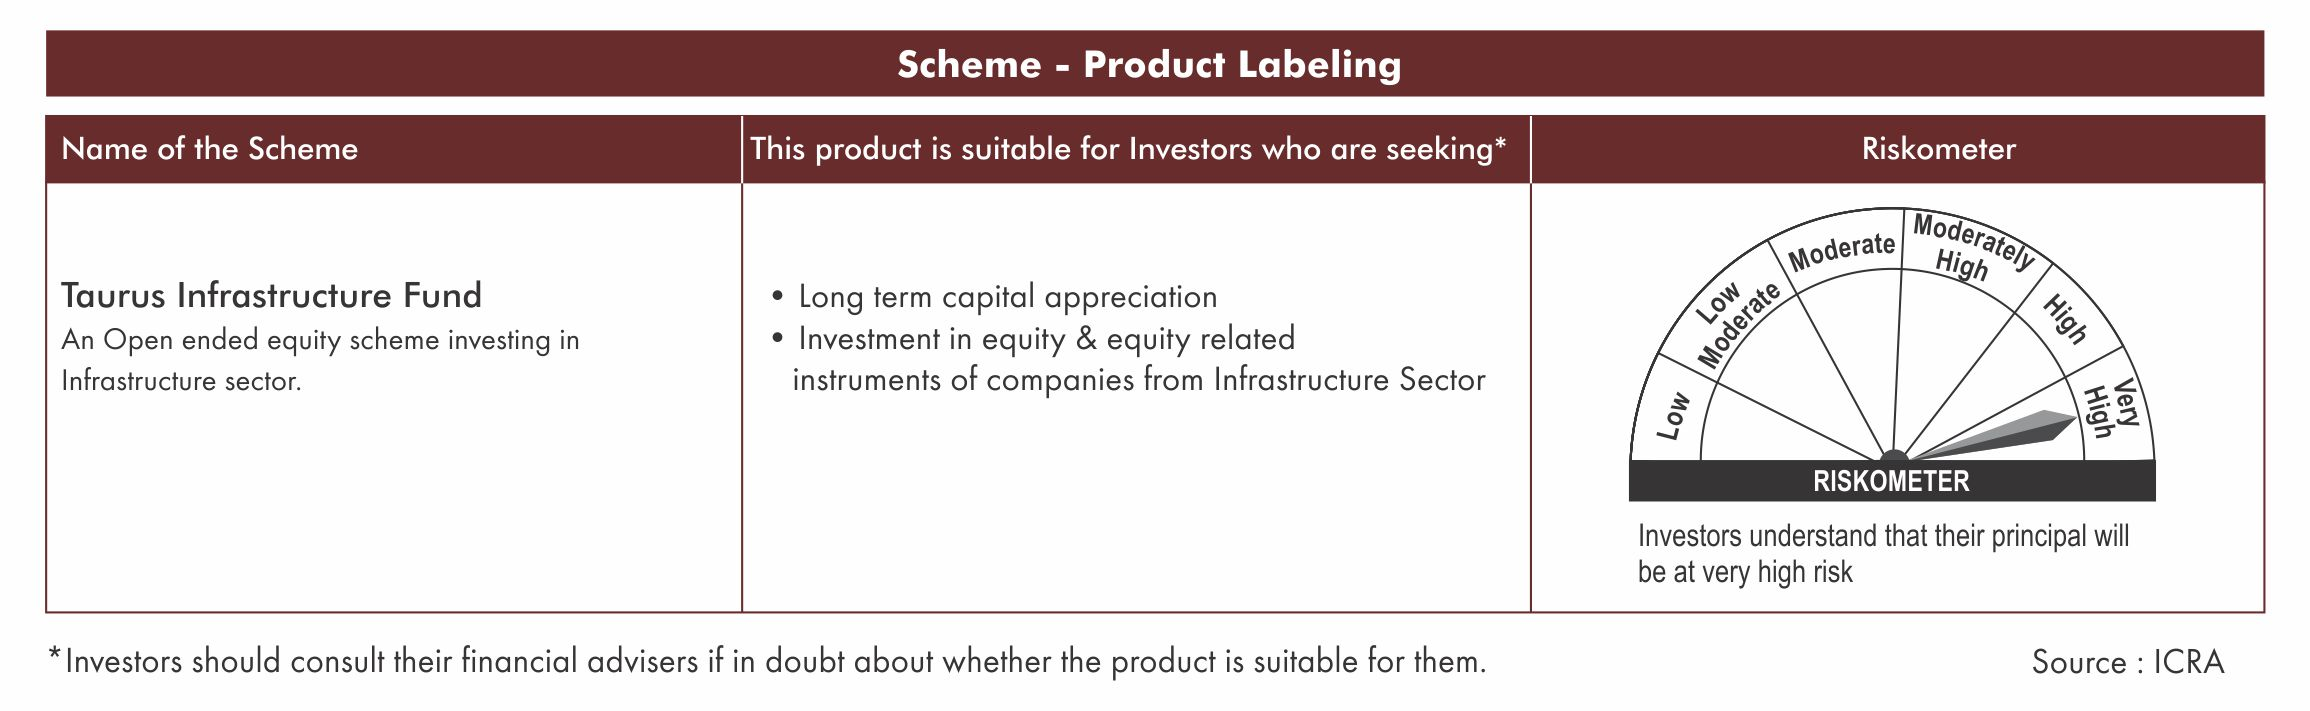 Scheme - Product Labeling
Name of the Scheme
This product is suitable for Investors who are seeking*
Riskometer
Taurus Infrastructure Fund
An Open ended equity scheme investing in
Infrastructure sector.
• Long term capital appreciation
• Investment in equity & equity related
instruments of companies from Infrastructure Sector
Low
Low
Moderate
Moderate
Moderately
High
High
Very
High
RISKOMETER
Investors understand that their principal will
be at very high risk
*Investors should consult their financial advisers if in doubt about whether the product is suitable for them.
Source : ICRA